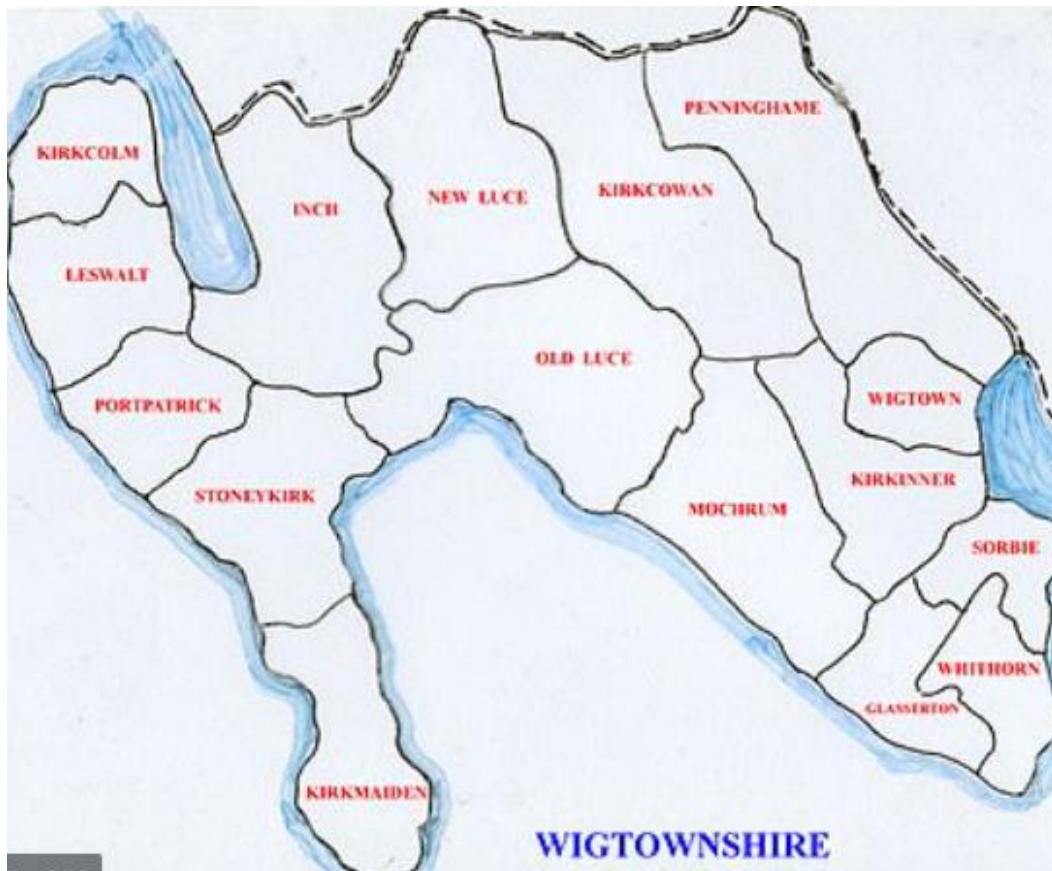 PENNINGHAME
KIRKCOLM
NEW LUCE
KIRKCOWAN
INCH
LESWALT
OLD LUCE
PORTPATRICK
WIGTOWN
STONEYKIRK
KIRKINNER
MOCHRUM
SORBIE
WHITHORN
GLASSERTON
KIRKMAIDEN
WIGTOWNSHIRE